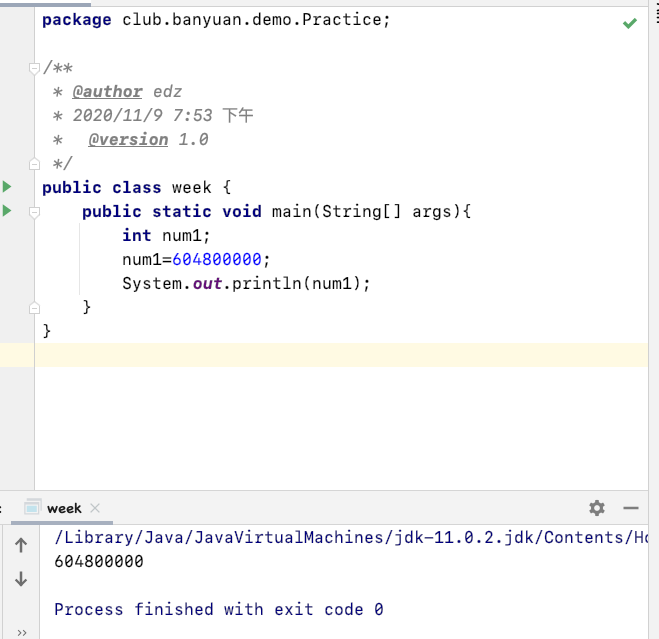 package club.banyuan.demo.Practice;
/**
* @author edz
* 2020/11/9 7:53 下午
* @version 1.0
*/
public class week {
public static void main(String[] args){
int num1;
num1=604800000;
System.out.println(num1);
}
}
week
/Library/Java/JavaVirtualMachines/jdk-11.0.2.jdk/Contents/Ho
604800000
Process finished with exit code 0